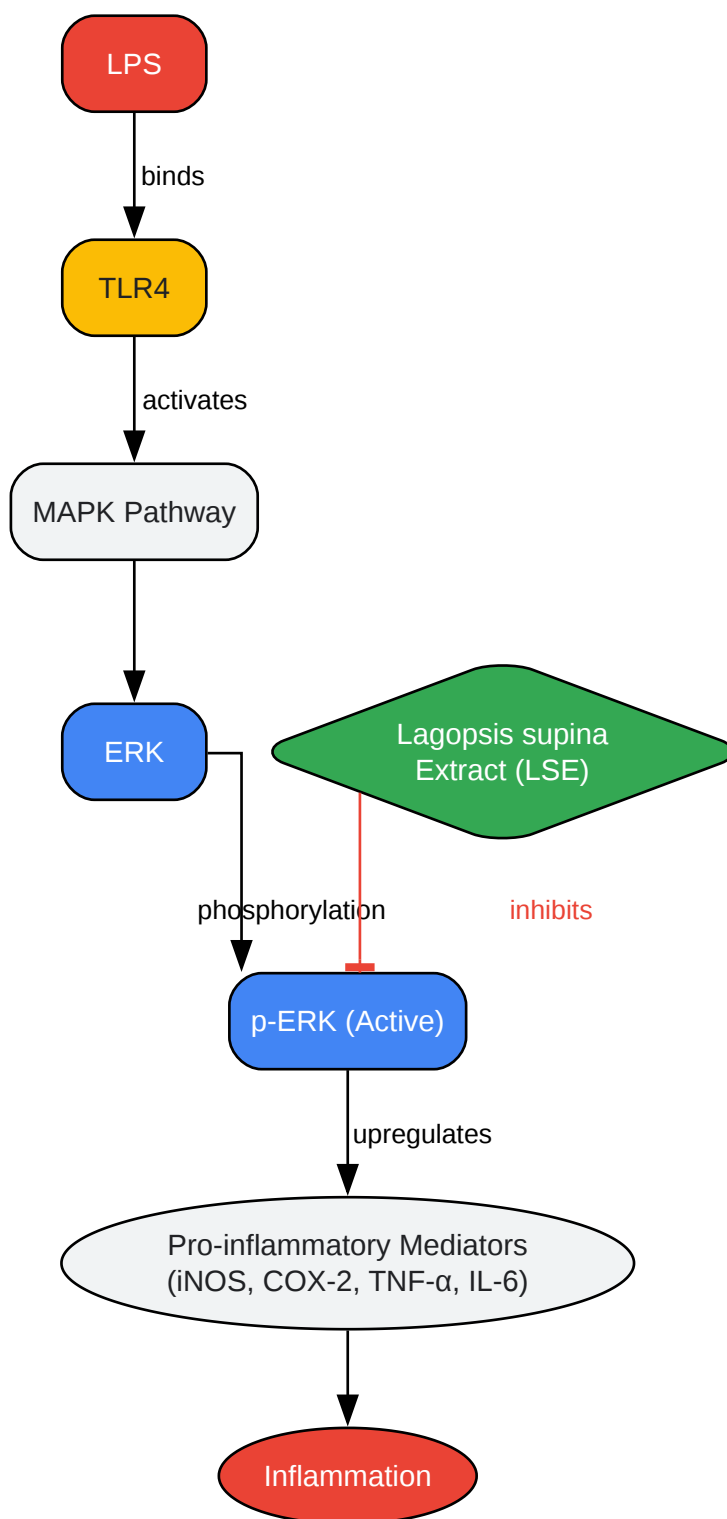 LPS
binds
TLR4
activates
MAPK Pathway
ERK
Lagopsis supina
Extract (LSE)
phosphorylation
inhibits
p-ERK (Active)
upregulates
Pro-inflammatory Mediators
(iNOS, COX-2, TNF-α, IL-6)
Inflammation